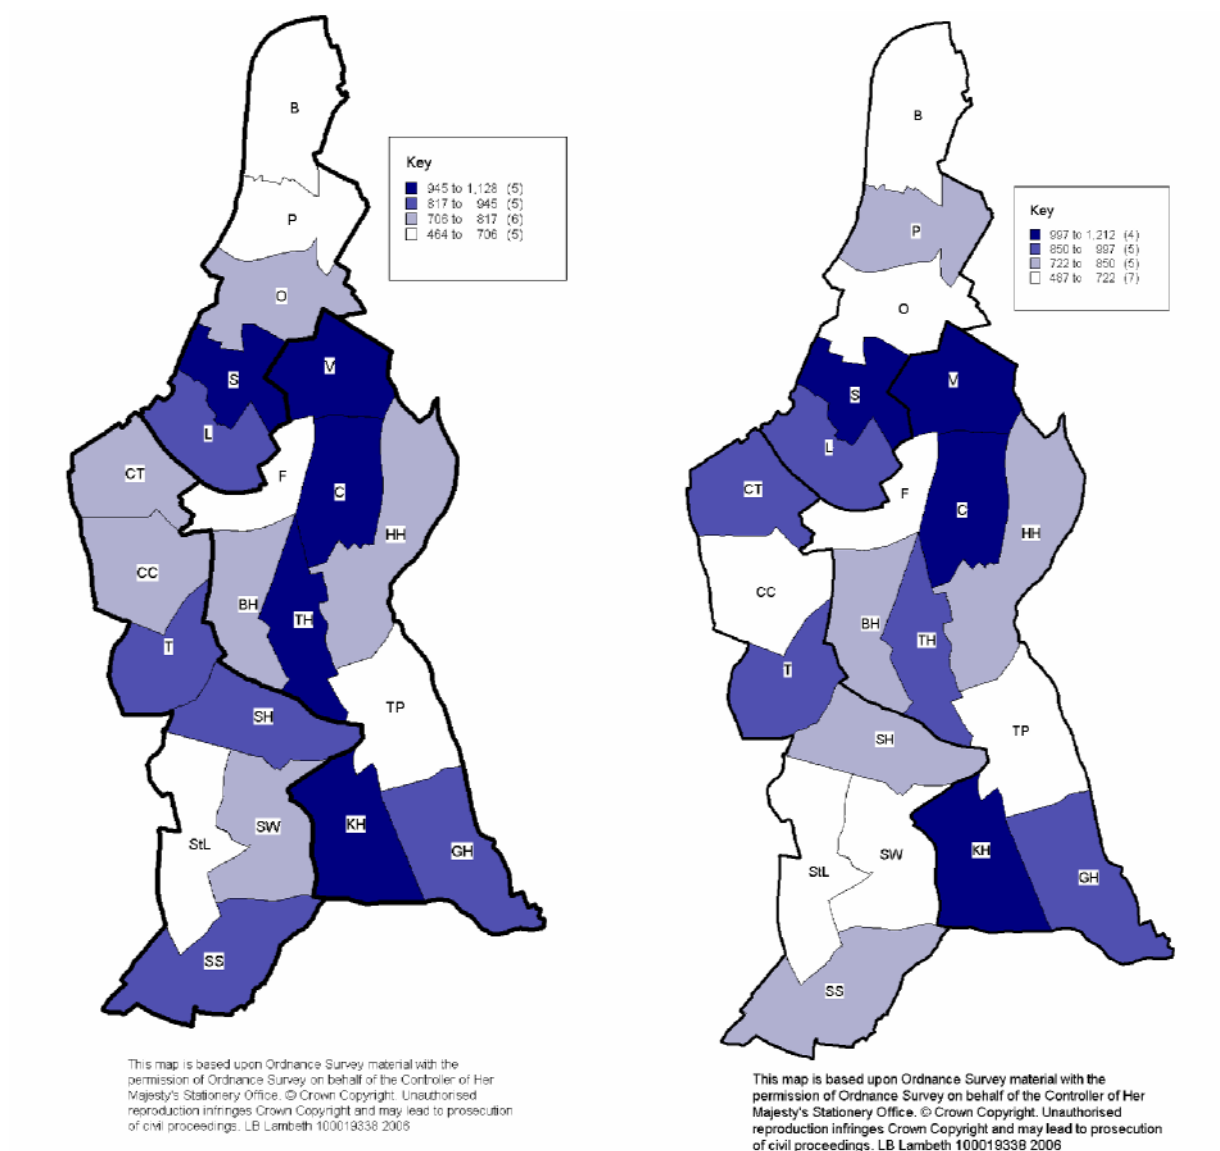 B
P
O
S
V
L
F
CT
C
HH
CC
BH
TH
T
SH
TP
StL
SW
KH
GH
SS
Key
945 to 1,128 (5)
817 to 945 (5)
706 to 817 (6)
464 to 706 (5)
This map is based upon Ordnance Survey material with the
permission of Ordnance Survey on behalf of the Controller of Her
Majesty's Stationery Office. © Crown Copyright. Unauthorised
reproduction infringes Crown Copyright and may lead to prosecution
of civil proceedings. LB Lambeth 100019338 2006
B
P
O
S
V
L
F
CT
C
HH
CC
BH
TH
T
SH
TP
StL
SW
KH
GH
SS
Key
997 to 1,212 (4)
850 to 997 (5)
722 to 850 (5)
487 to 722 (7)
This map is based upon Ordnance Survey material with the
permission of Ordnance Survey on behalf of the Controller of Her
Majesty's Stationery Office. © Crown Copyright. Unauthorised
reproduction infringes Crown Copyright and may lead to prosecution
of civil proceedings. LB Lambeth 100019338 2006